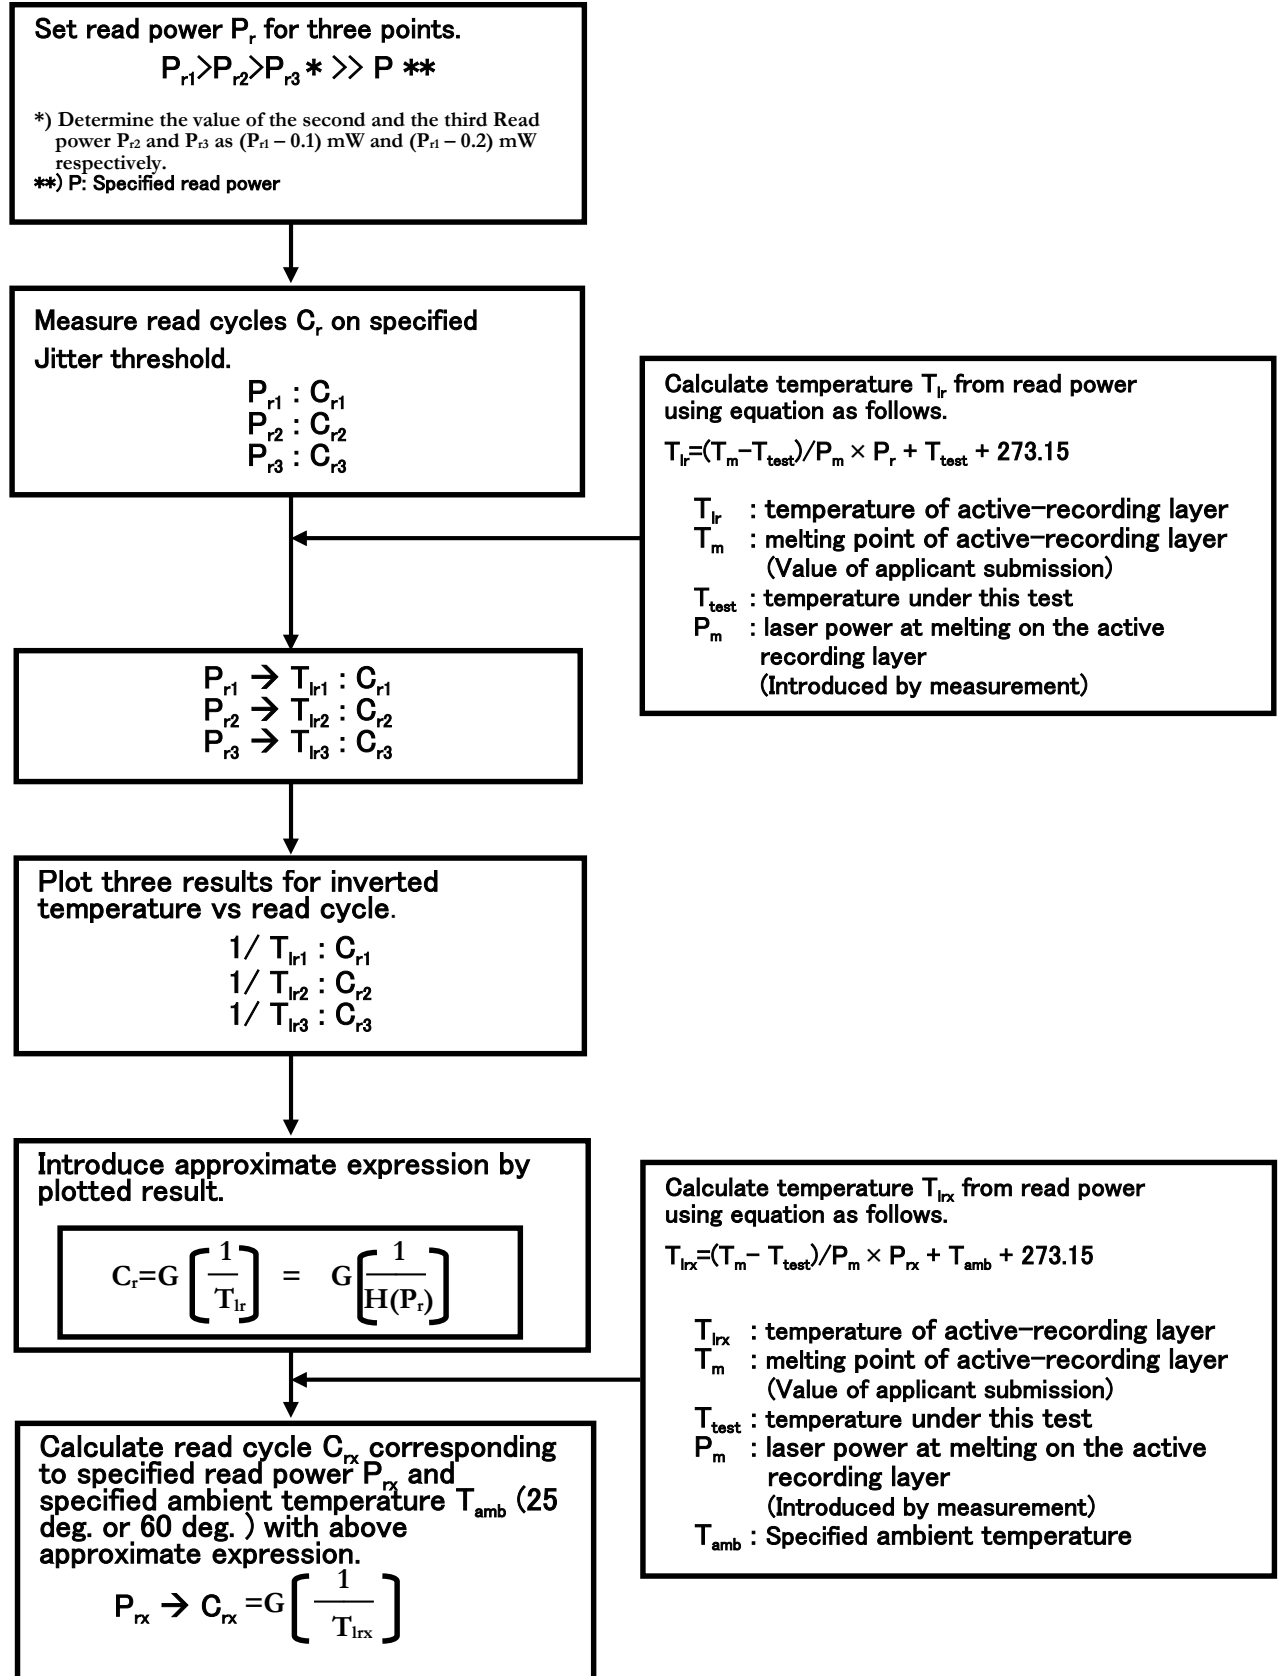 Set read power Pr for three points.
Pr1>Pr2>Pr3 * >> P **
*) Determine the value of the second and the third Read
power Pr2 and Pr3 as (Pr1 – 0.1) mW and (Pr1 – 0.2) mW
respectively.
**) P: Specified read power
Measure read cycles Cr on specified
Jitter threshold.
Pr1 : Cr1
Pr2 : Cr2
Pr3 : Cr3
Calculate temperature Tlr from read power
using equation as follows.
Tlr=(Tm−Ttest)/Pm × Pr + Ttest + 273.15
Tlr : temperature of active−recording layer
Tm : melting point of active−recording layer
(Value of applicant submission)
Ttest : temperature under this test
Pm : laser power at melting on the active
recording layer
(Introduced by measurement)
Pr1 → Tlr1 : Cr1
Pr2 → Tlr2 : Cr2
Pr3 → Tlr3 : Cr3
Plot three results for inverted
temperature vs read cycle.
1/ Tlr1 : Cr1
1/ Tlr2 : Cr2
1/ Tlr3 : Cr3
Introduce approximate expression by
plotted result.
Cr=G [ 1 / Tlr ] = G [ 1 / H(Pr) ]
Calculate temperature Tlrx from read power
using equation as follows.
Tlrx=(Tm− Ttest)/Pm × Prx + Tamb + 273.15
Tlrx : temperature of active−recording layer
Tm : melting point of active−recording layer
(Value of applicant submission)
Ttest : temperature under this test
Pm : laser power at melting on the active
recording layer
(Introduced by measurement)
Tamb : Specified ambient temperature
Calculate read cycle Crx corresponding
to specified read power Prx and
specified ambient temperature Tamb (25
deg. or 60 deg. ) with above
approximate expression.
Prx → Crx =G [ 1 / Tlrx ]